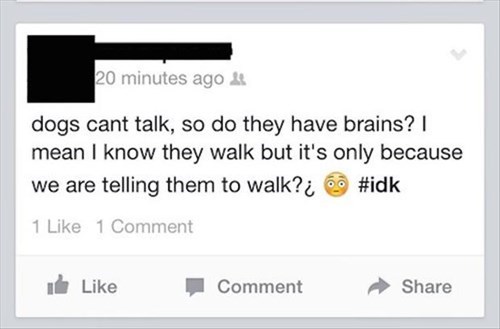 20 minutes ago
dogs cant talk, so do they have brains? I
mean I know they walk but it's only because
we are telling them to walk?¿ 😳 #idk
1 Like 1 Comment
Like Comment Share